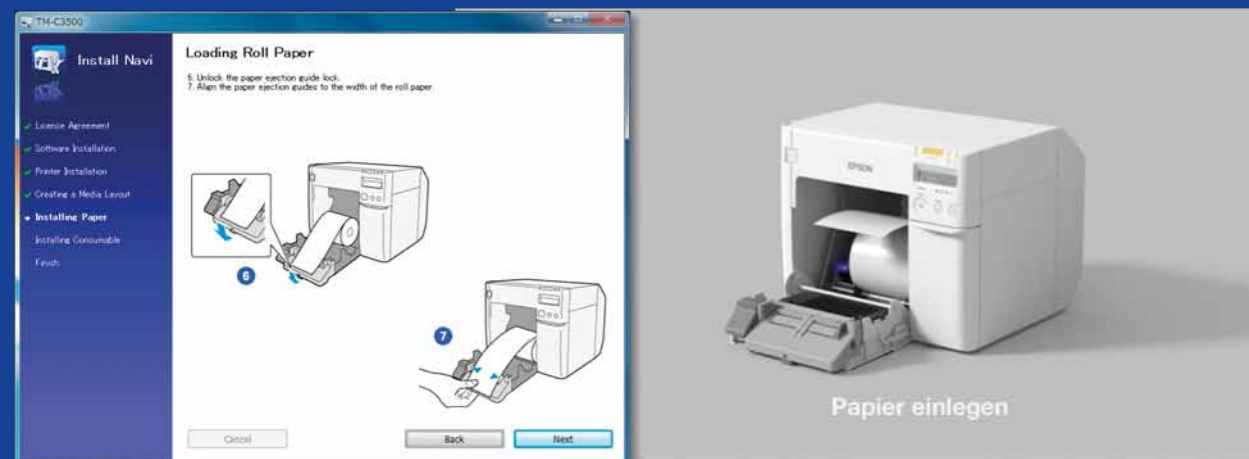 TM-C3500
Install Navi
License Agreement
Software Installation
Printer Installation
Creating a Media Layout
Installing Paper
Installing Consumable
Finish
Loading Roll Paper
6. Unlock the paper ejection guide lock.
7. Align the paper ejection guides to the width of the roll paper.
6
7
Cancel
Back
Next
EPSON
Papier einlegen